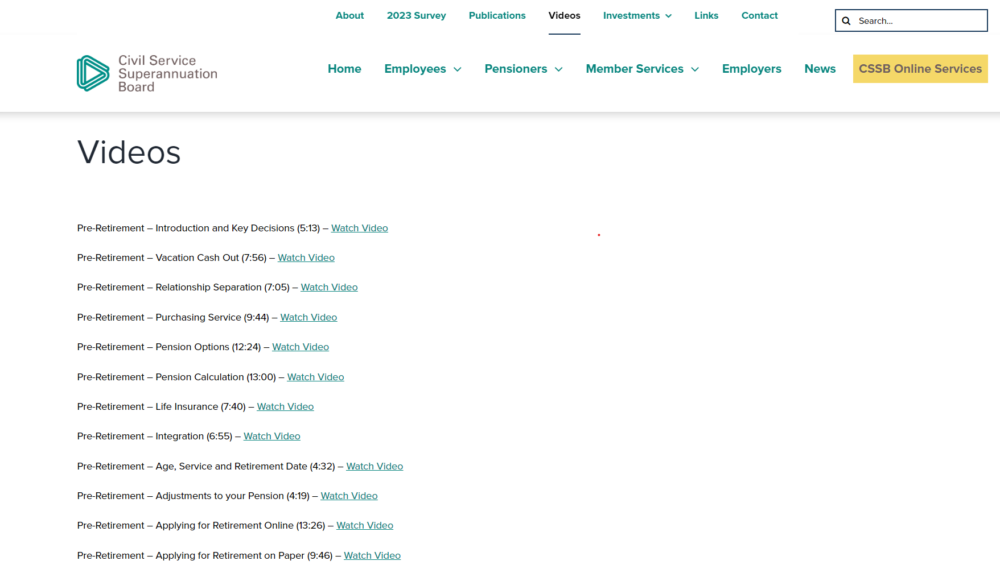 About 2023 Survey Publications Videos Investments Links Contact
Search...
Civil Service
Superannuation
Board
Home Employees Pensioners Member Services Employers News CSSB Online Services
Videos
Pre-Retirement – Introduction and Key Decisions (5:13) – Watch Video
Pre-Retirement – Vacation Cash Out (7:56) – Watch Video
Pre-Retirement – Relationship Separation (7:05) – Watch Video
Pre-Retirement – Purchasing Service (9:44) – Watch Video
Pre-Retirement – Pension Options (12:24) – Watch Video
Pre-Retirement – Pension Calculation (13:00) – Watch Video
Pre-Retirement – Life Insurance (7:40) – Watch Video
Pre-Retirement – Integration (6:55) – Watch Video
Pre-Retirement – Age, Service and Retirement Date (4:32) – Watch Video
Pre-Retirement – Adjustments to your Pension (4:19) – Watch Video
Pre-Retirement – Applying for Retirement Online (13:26) – Watch Video
Pre-Retirement – Applying for Retirement on Paper (9:46) – Watch Video